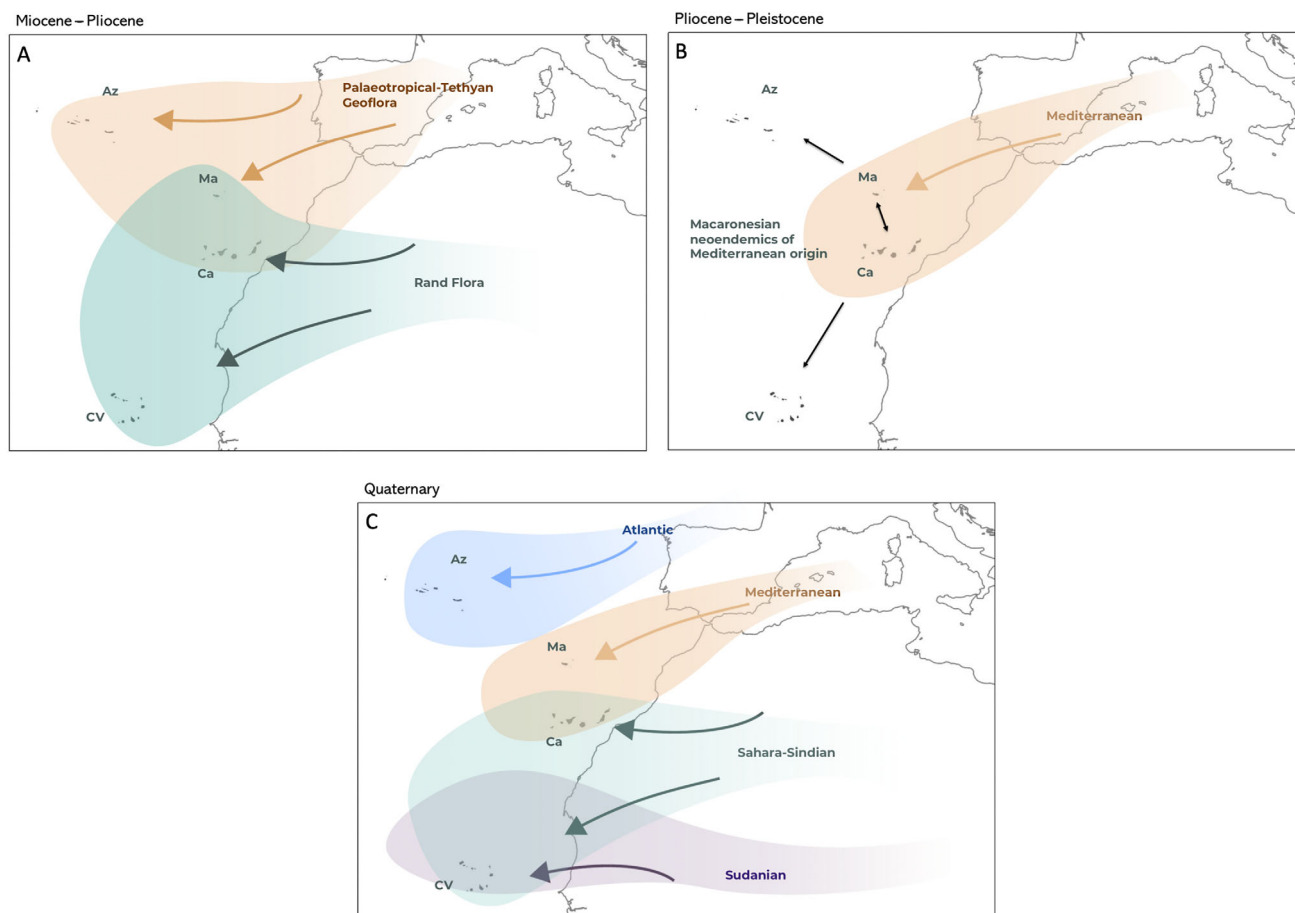 Miocene – Pliocene
A
Az
Palaeotropical-Tethyan
Geoflora
Ma
Ca
Rand Flora
CV
Pliocene – Pleistocene
B
Az
Mediterranean
Ma
Macaronesian
neoendemics of
Mediterranean origin
Ca
CV
Quaternary
C
Atlantic
Az
Mediterranean
Ma
Ca
Sahara-Sindian
Sudanian
CV